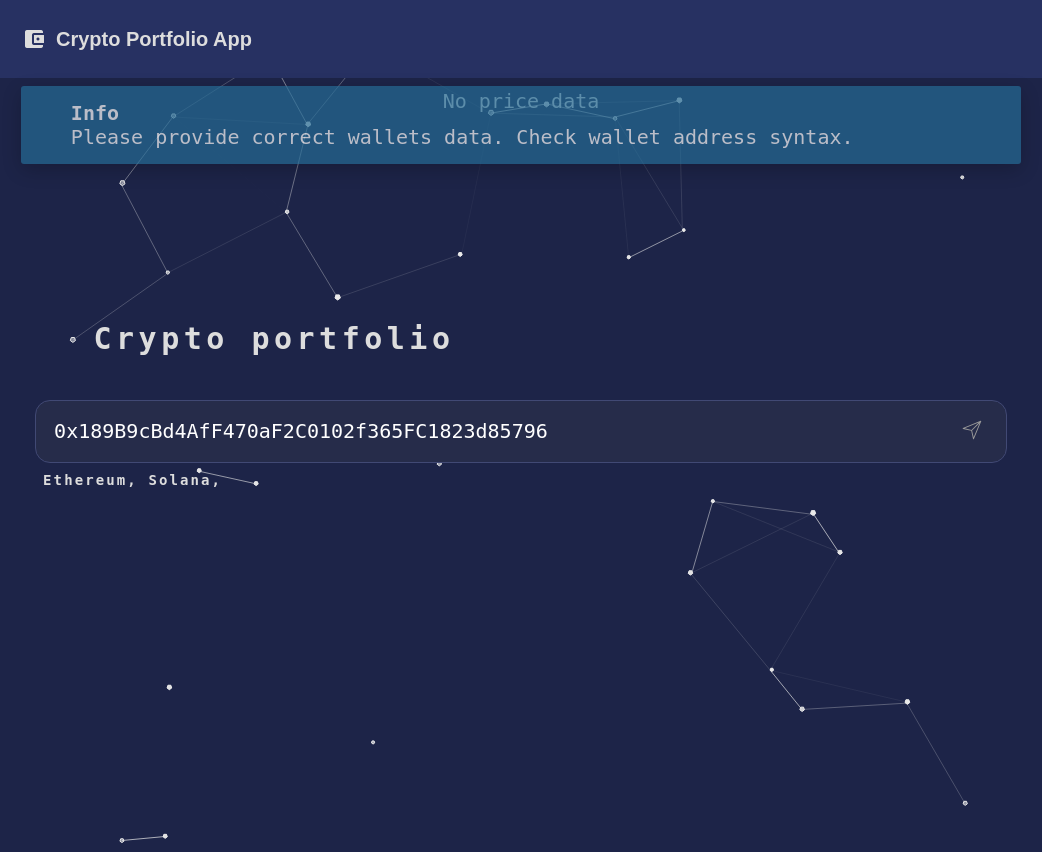 Crypto Portfolio App
No price data
Info
Please provide correct wallets data. Check wallet address syntax.
Crypto portfolio
0x189B9cBd4AfF470aF2C0102f365FC1823d85796
Ethereum, Solana,